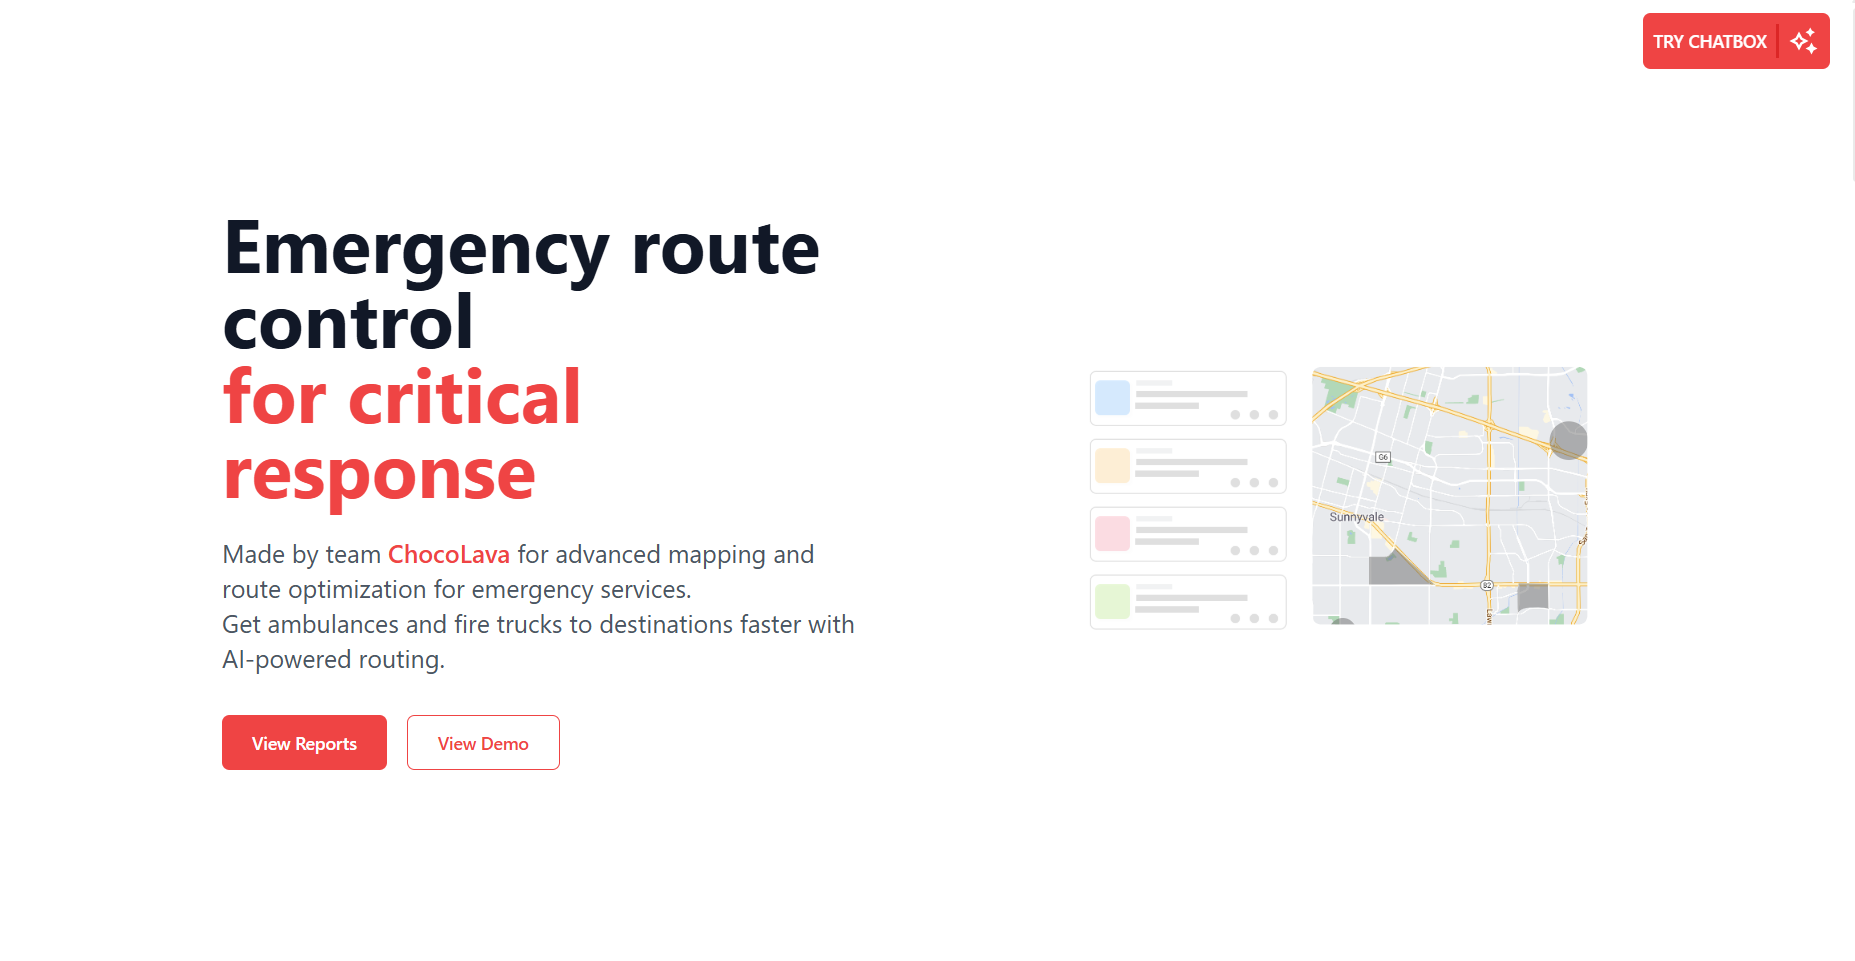 TRY CHATBOX
Emergency route
control
for critical
response
Made by team ChocoLava for advanced mapping and
route optimization for emergency services.
Get ambulances and fire trucks to destinations faster with
AI-powered routing.
View Reports
View Demo
G6
Sunnyvale
82